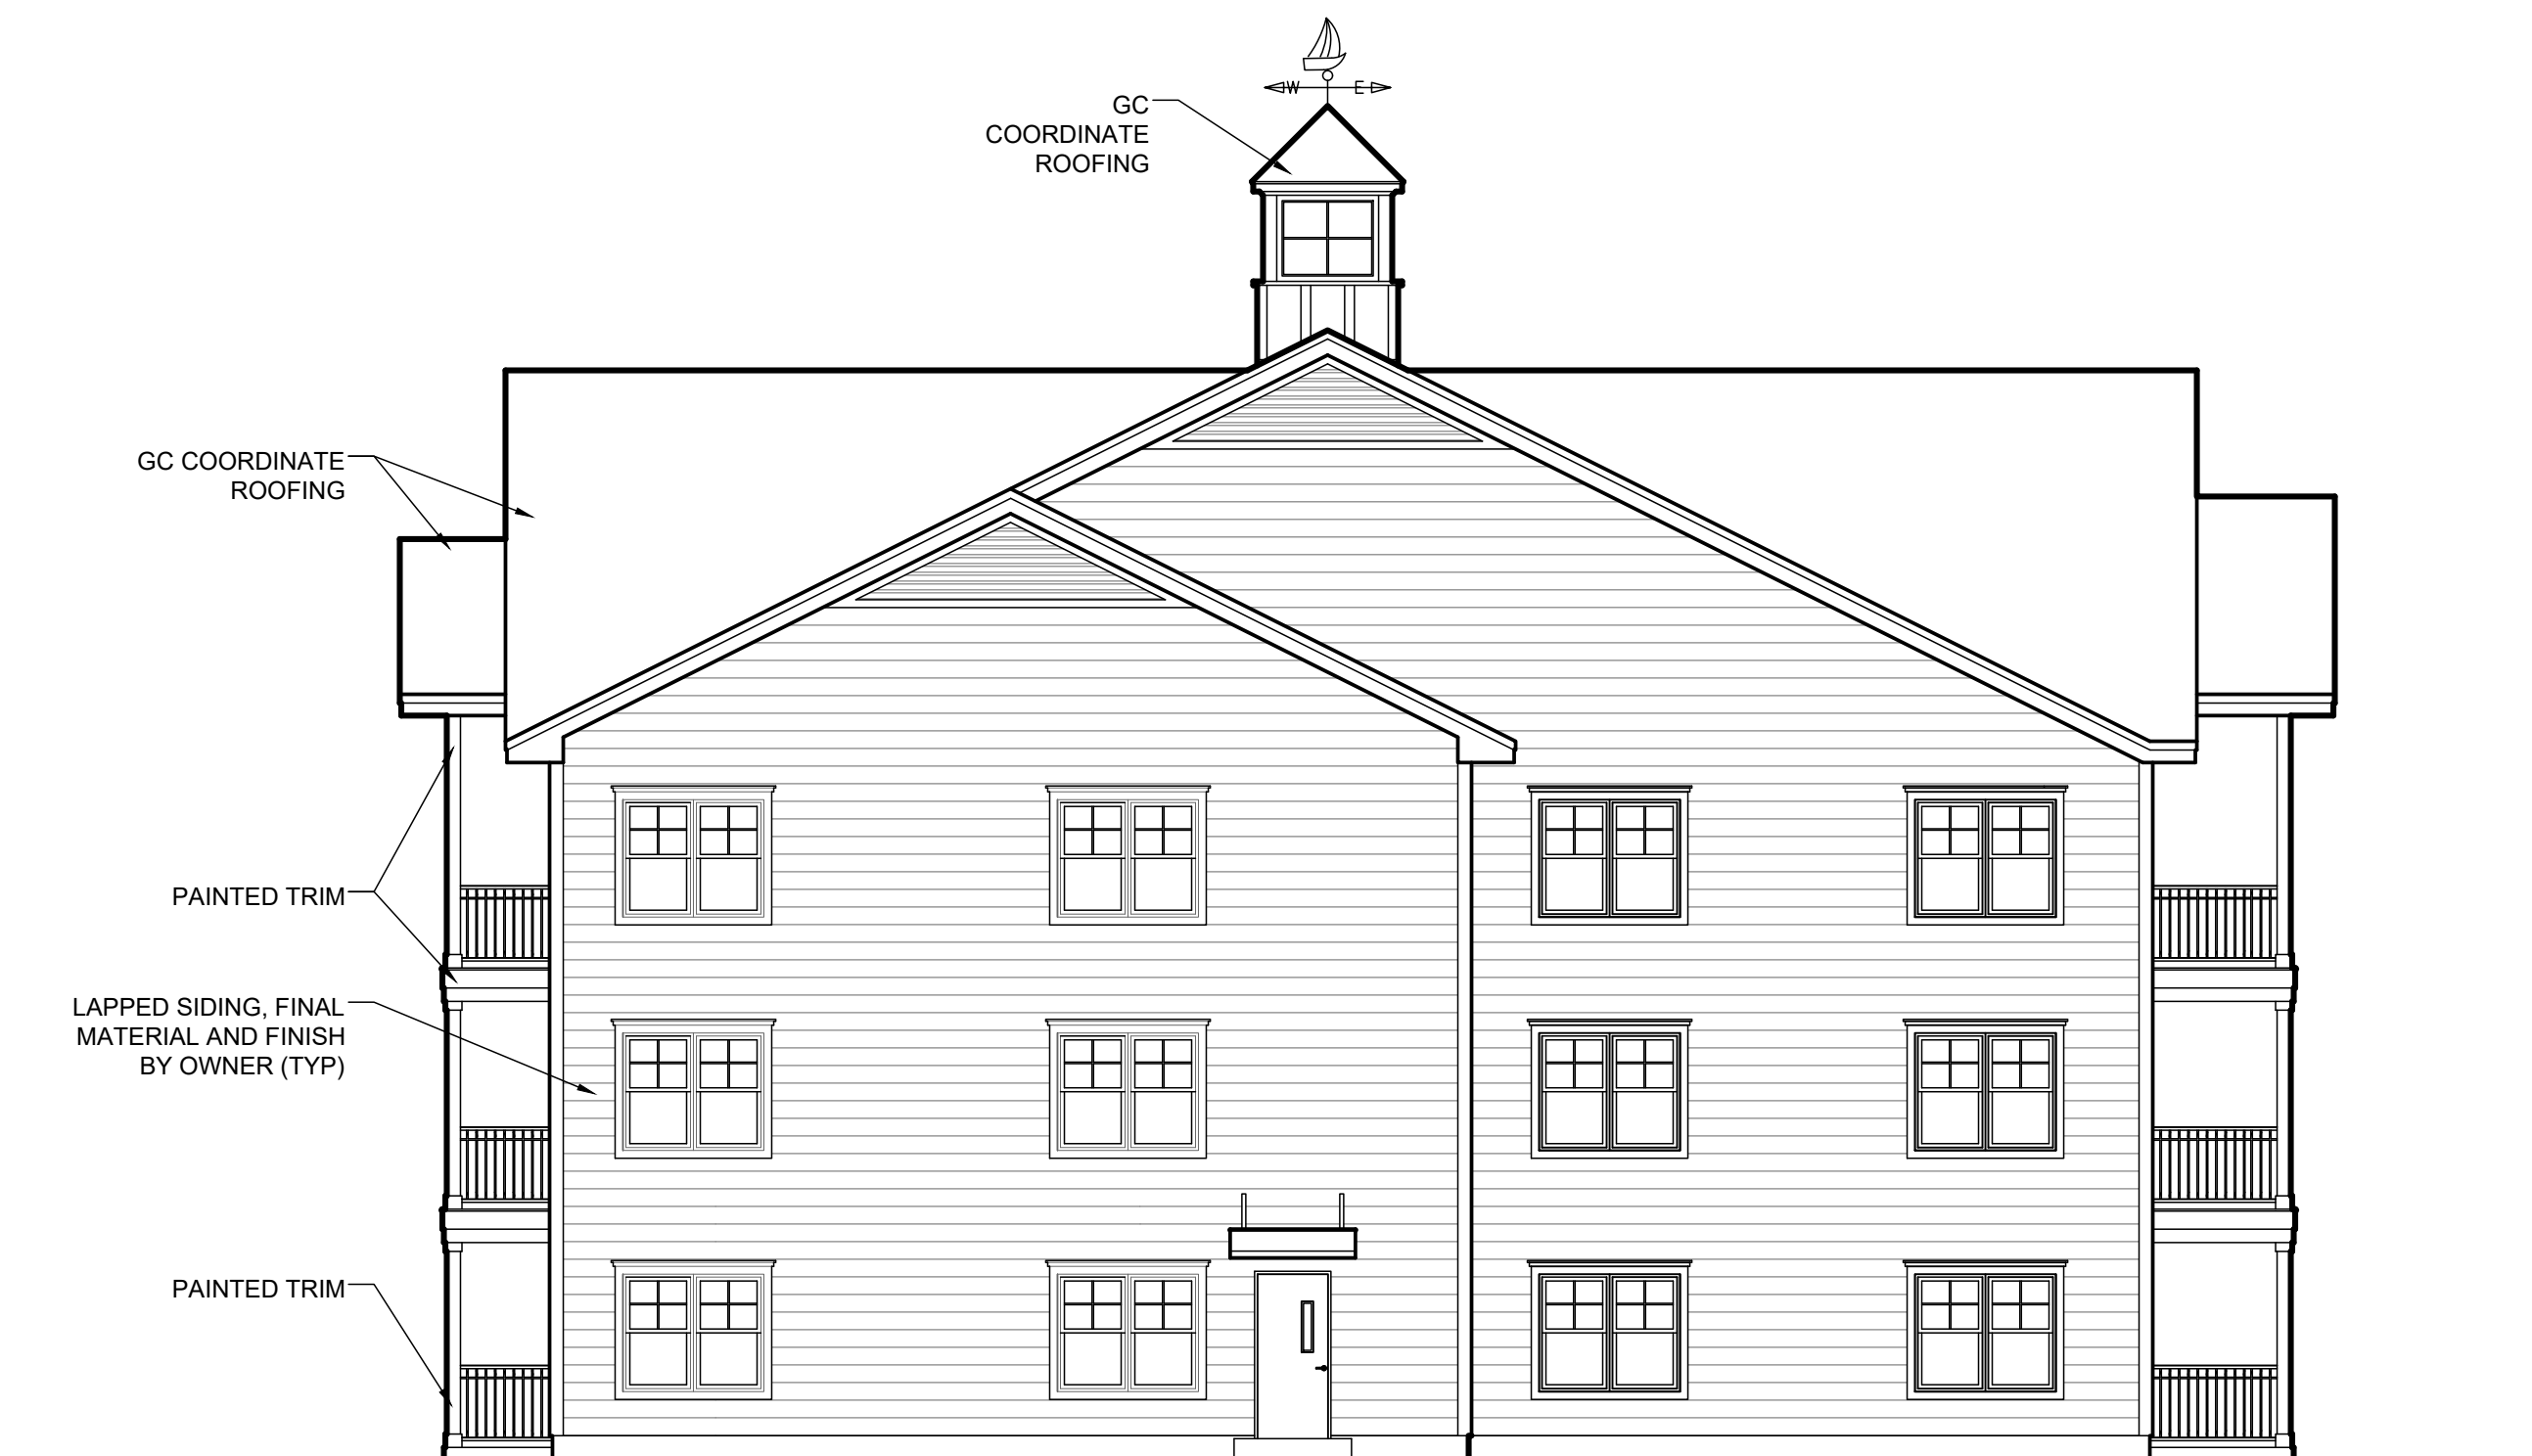 W E
GC
COORDINATE
ROOFING
GC COORDINATE
ROOFING
PAINTED TRIM
LAPPED SIDING, FINAL
MATERIAL AND FINISH
BY OWNER (TYP)
PAINTED TRIM